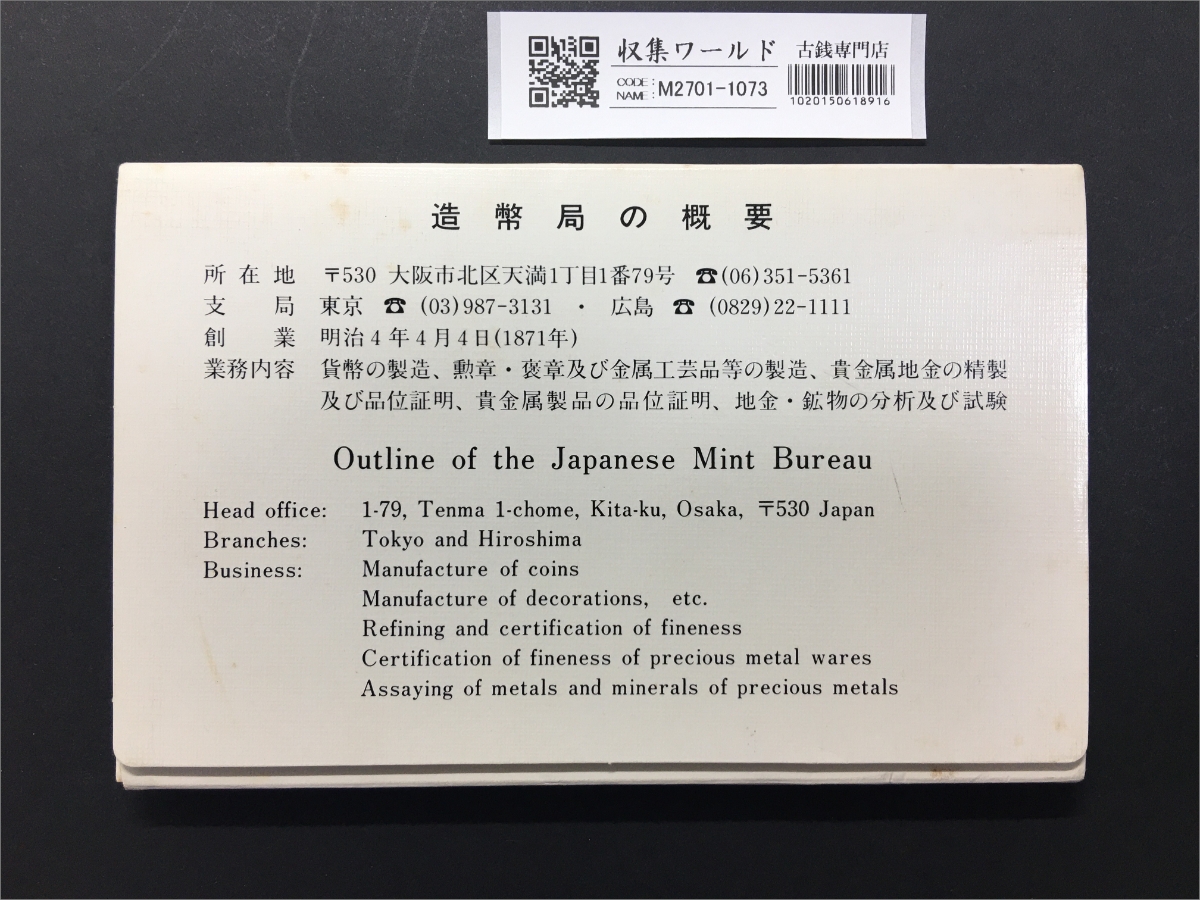 収集ワールド 古銭専門店
CODE:
NAME: M2701-1073
1020150618916
造幣局の概要
所在地 〒530 大阪市北区天満1丁目1番79号 ☎(06)351-5361
支局 東京 ☎ (03)987-3131 ・ 広島 ☎ (0829)22-1111
創業 明治4年4月4日(1871年)
業務内容 貨幣の製造、勲章・褒章及び金属工芸品等の製造、貴金属地金の精製
及び品位証明、貴金属製品の品位証明、地金・鉱物の分析及び試験
Outline of the Japanese Mint Bureau
Head office: 1-79, Tenma 1-chome, Kita-ku, Osaka, 〒530 Japan
Branches: Tokyo and Hiroshima
Business: Manufacture of coins
Manufacture of decorations, etc.
Refining and certification of fineness
Certification of fineness of precious metal wares
Assaying of metals and minerals of precious metals